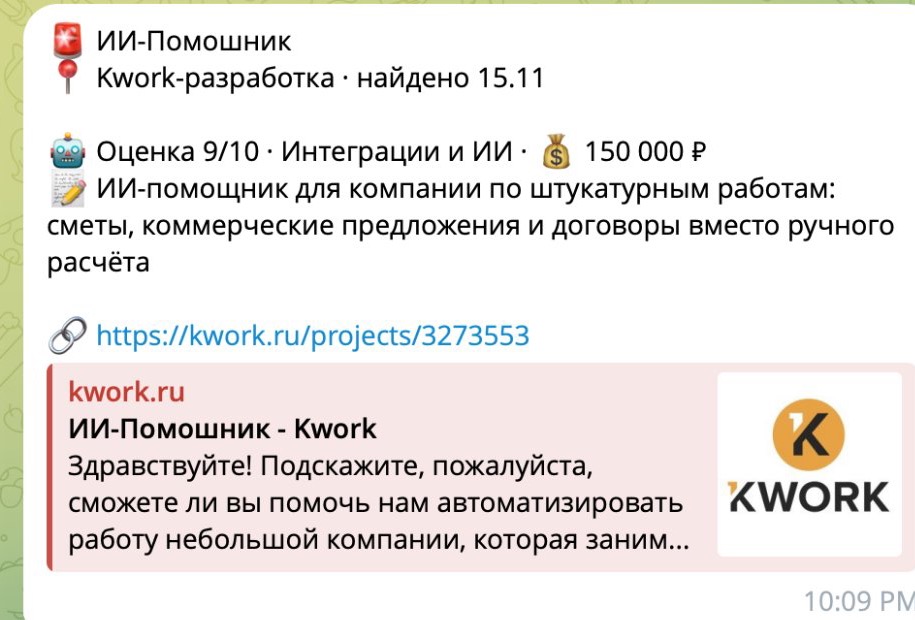 ИИ-Помошник
Kwork-разработка · найдено 15.11
Оценка 9/10 · Интеграции и ИИ · 150 000 ₽
ИИ-помощник для компании по штукатурным работам:
сметы, коммерческие предложения и договоры вместо ручного
расчёта
https://kwork.ru/projects/3273553
kwork.ru
ИИ-Помошник - Kwork
Здравствуйте! Подскажите, пожалуйста,
сможете ли вы помочь нам автоматизировать
работу небольшой компании, которая заним...
KWORK
10:09 PM